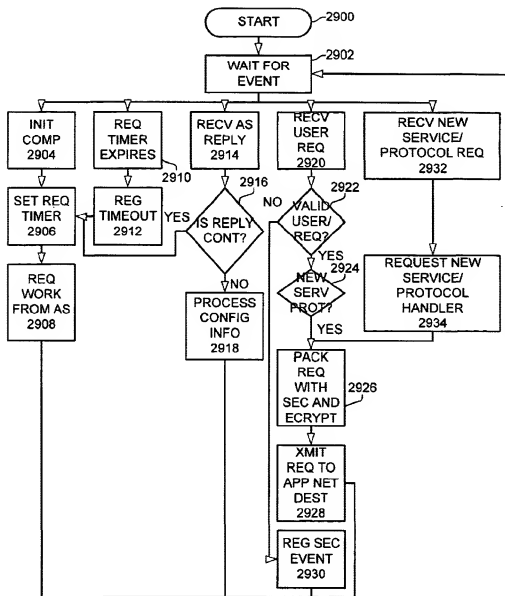 START
2900
2902
WAIT FOR
EVENT
INIT
COMP
2904
REQ
TIMER
EXPIRES
2910
RECV AS
REPLY
2914
RECV
USER
REQ
2920
RECV NEW
SERVICE/
PROTOCOL REQ
2932
SET REQ
TIMER
2906
REG
TIMEOUT
2912
YES
2916
IS REPLY
CONT?
NO
2922
VALID
USER/
REQ?
YES
2924
NEW
SERV
PROT?
YES
REQUEST NEW
SERVICE/
PROTOCOL
HANDLER
2934
REQ
WORK
FROM AS
2908
NO
PROCESS
CONFIG
INFO
2918
PACK
REQ
WITH
SEC AND
ECRYPT
2926
XMIT
REQ TO
APP NET
DEST
2928
REG SEC
EVENT
2930